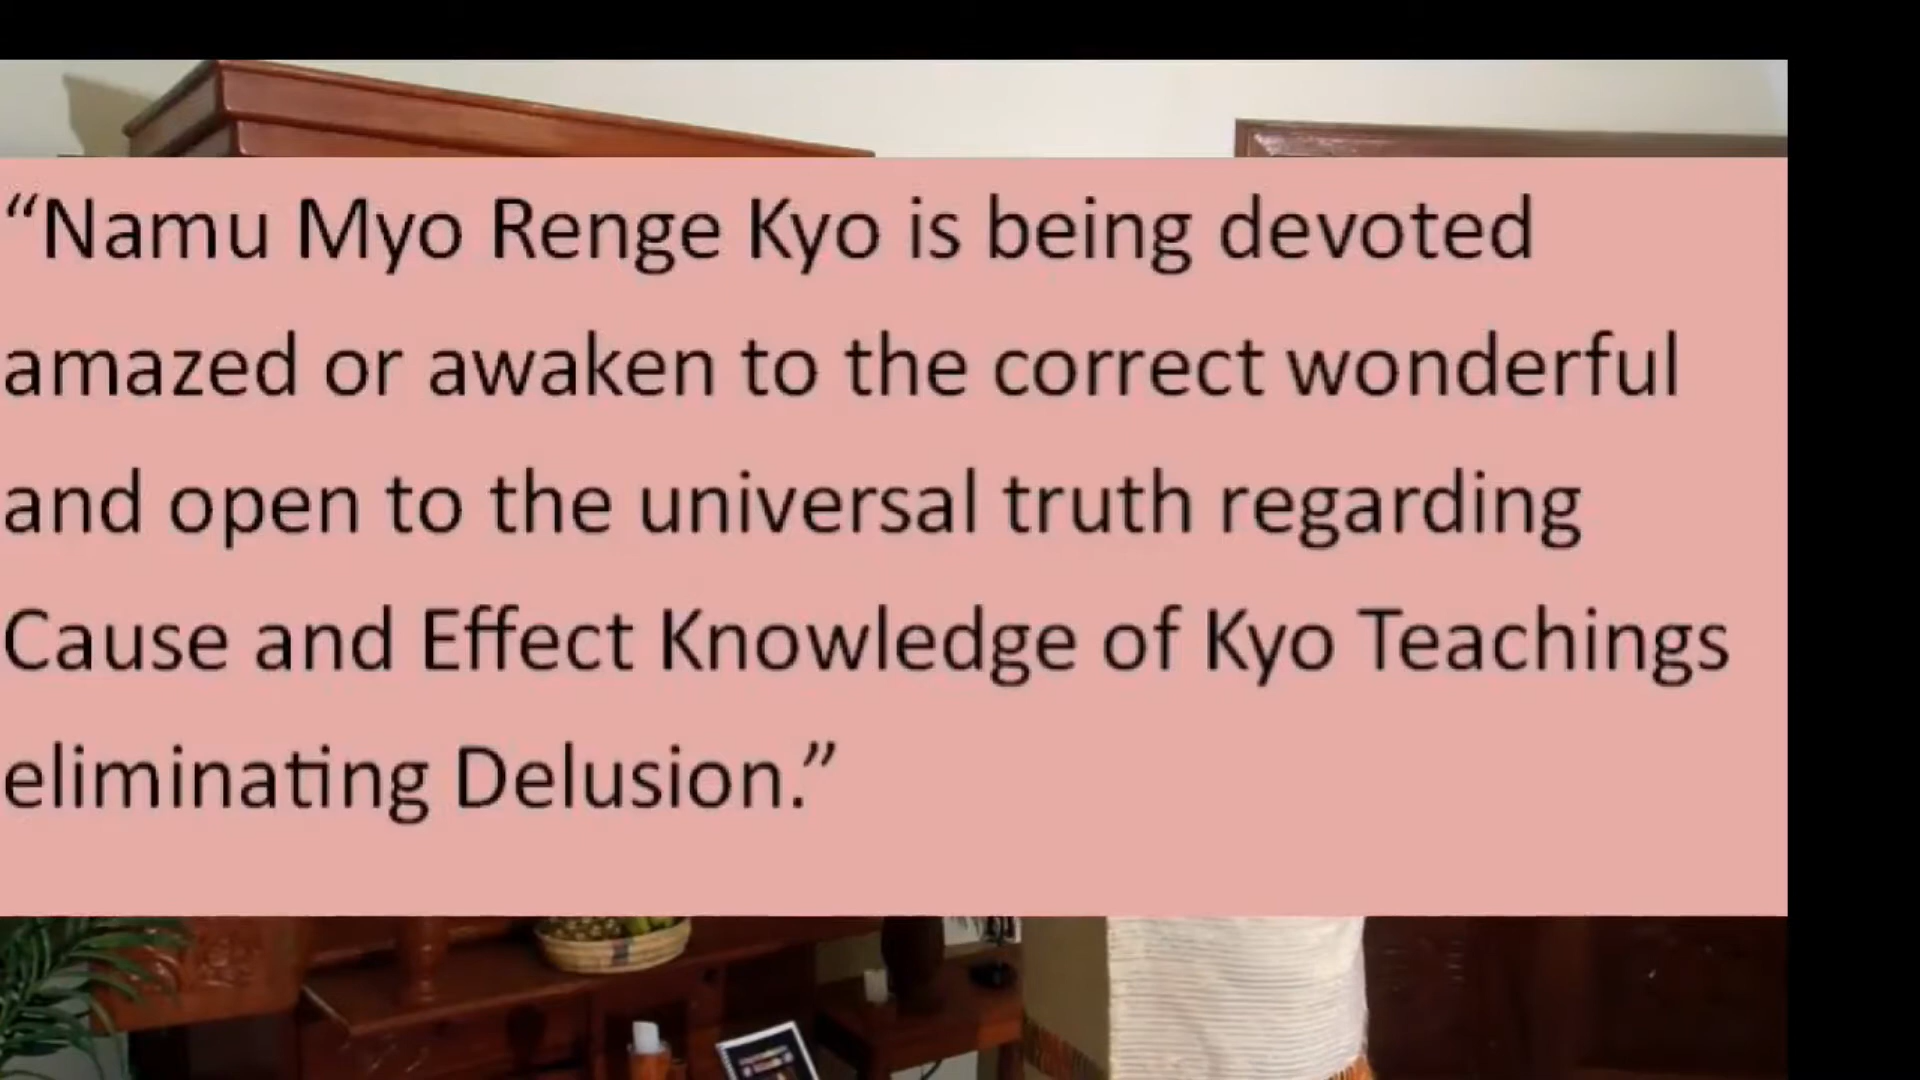 “Namu Myo Renge Kyo is being devoted
amazed or awaken to the correct wonderful
and open to the universal truth regarding
Cause and Effect Knowledge of Kyo Teachings
eliminating Delusion.”